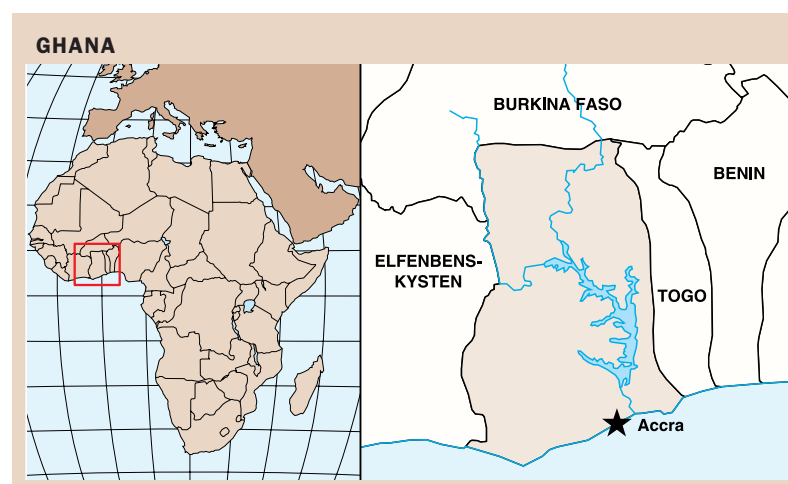 GHANA
BURKINA FASO
BENIN
ELFENBENS-
KYSTEN
TOGO
Accra